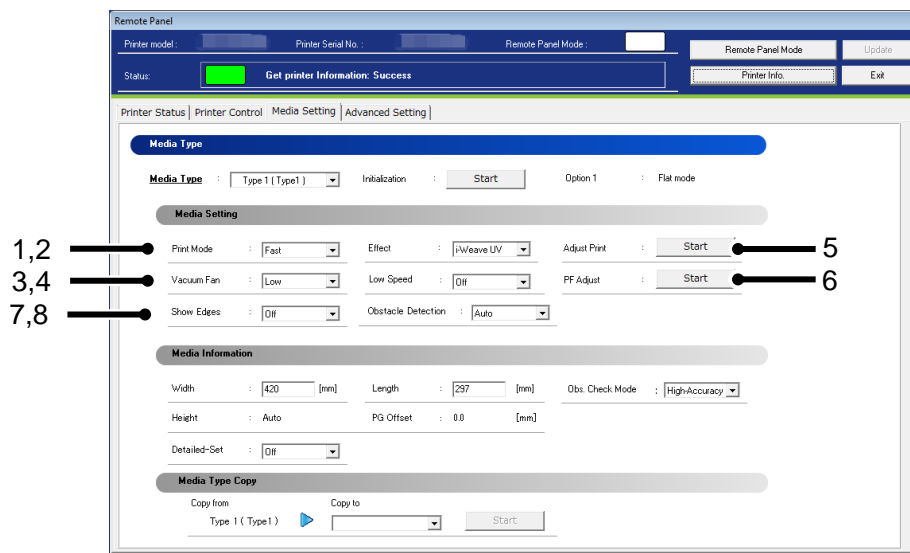 Remote Panel
Printer model : Printer Serial No. : Remote Panel Mode : Remote Panel Mode Update
Status: Get printer Information: Success Printer Info. Exit
Printer Status Printer Control Media Setting Advanced Setting
Media Type
Media Type : Type 1 ( Type1 ) Initialization : Start Option 1 : Flat mode
Media Setting
1,2 Print Mode : Fast Effect : i-Weave UV Adjust Print : Start 5
3,4 Vacuum Fan : Low Low Speed : Off PF Adjust : Start 6
7,8 Show Edges : Off Obstacle Detection : Auto
Media Information
Width : 420 [mm] Length : 297 [mm] Obs. Check Mode : High-Accuracy
Height : Auto PG Offset : 0.0 [mm]
Detailed-Set : Off
Media Type Copy
Copy from Copy to
Type 1 ( Type1 ) Start